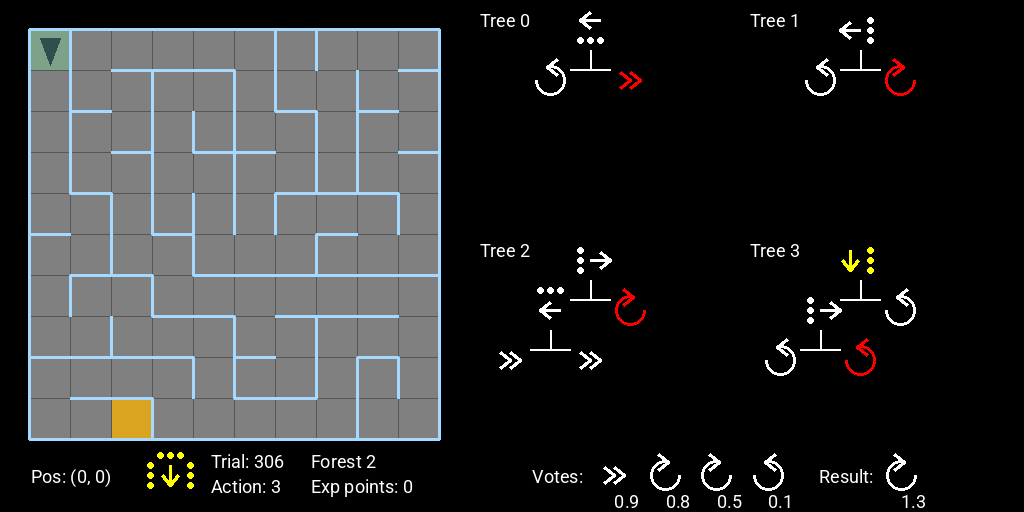 Tree 0
Tree 1
Tree 2
Tree 3
Pos: (0, 0)
Trial: 306
Forest 2
Action: 3
Exp points: 0
Votes:
0.9
0.8
0.5
0.1
Result:
1.3